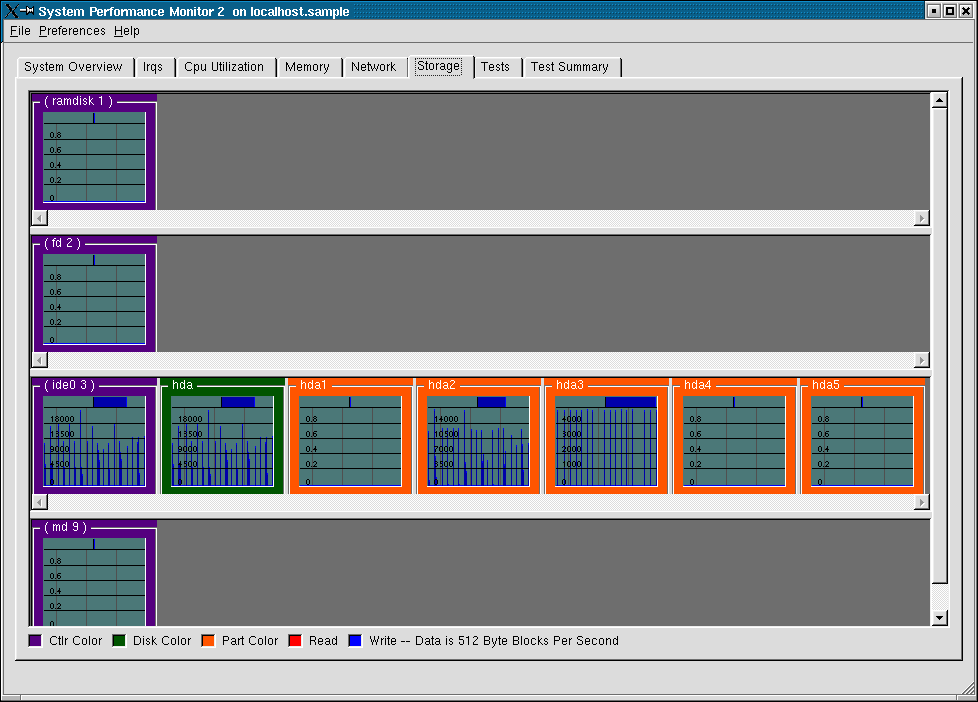 System Performance Monitor 2 on localhost.sample
File Preferences Help
System Overview Irqs Cpu Utilization Memory Network Storage Tests Test Summary
( ramdisk 1 )
0.8
0.6
0.4
0.2
0
( fd 2 )
0.8
0.6
0.4
0.2
0
( ide0 3 ) hda hda1 hda2 hda3 hda4 hda5
18000 18000 0.8 14000 4000 0.8 0.8
13500 13500 0.6 10500 3000 0.6 0.6
9000 9000 0.4 7000 2000 0.4 0.4
4500 4500 0.2 3500 1000 0.2 0.2
0 0 0 0
( md 9 )
0.8
0.6
0.4
0.2
Ctlr Color Disk Color Part Color Read Write -- Data is 512 Byte Blocks Per Second